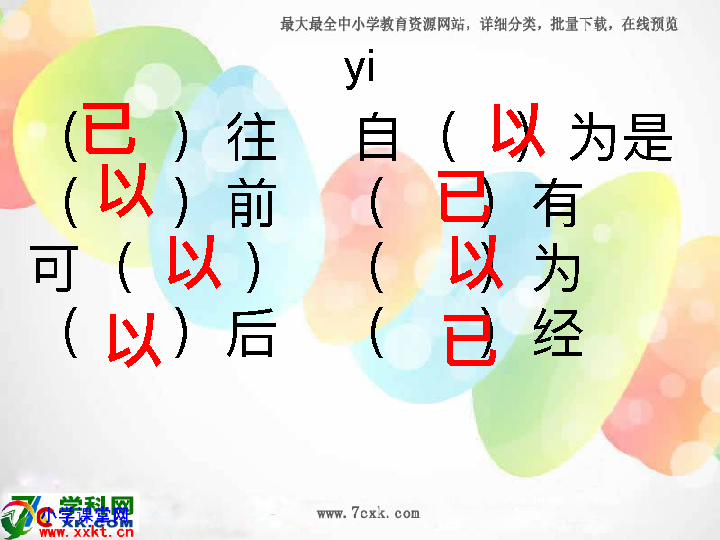 最大最全中小学教育资源网站，详细分类，批量下载，在线预览
yi
（已）往 自（以）为是
（以）前 （已）有
可（以） （以）为
（以）后 （已）经
学科网
小学课堂网
www.xxkt.cn
www.7cxk.com